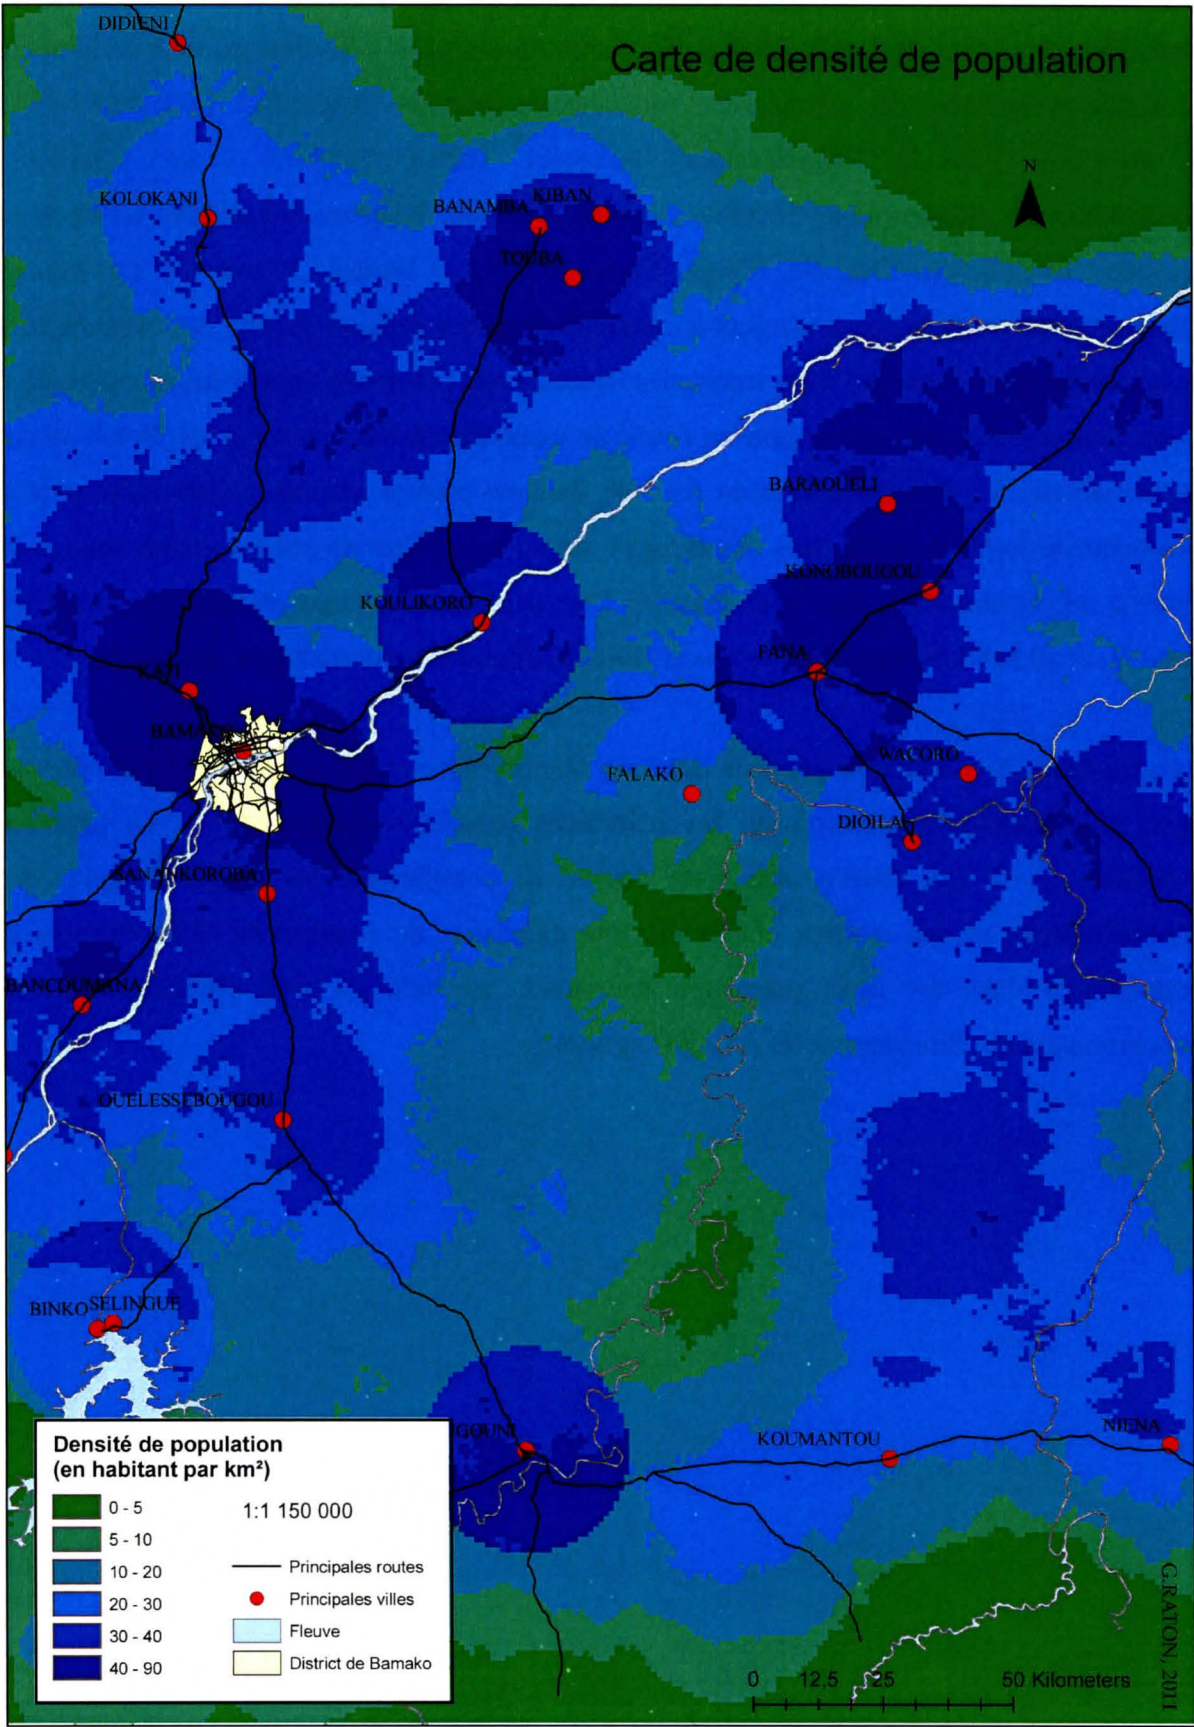 DIDIENI
Carte de densité de population
N
KOLOKANI
KIBAN
BANAMBA
TOUBA
BARAOUELI
KONOBOUGOU
KOULIKORO
FANA
KATI
BAMAKO
WACORO
FALAKO
DIOILA
SANANKOROBA
BANCOUMANA
OUELESSEBOUGOU
BINKO
SELINGUE
GOUNI
KOUMANTOU
NIENA
Densité de population
(en habitant par km²)
0 - 5
5 - 10
10 - 20
20 - 30
30 - 40
40 - 90
1:1 150 000
Principales routes
Principales villes
Fleuve
District de Bamako
0 12.5 25 50 Kilometers
G.RATON, 2011